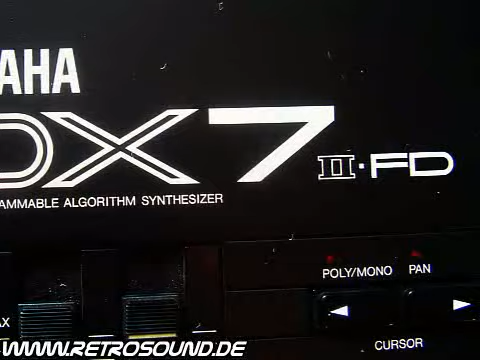 AHA
DX7 II·FD
AMMABLE ALGORITHM SYNTHESIZER
POLY/MONO PAN
AX
CURSOR
WWW.RETROSOUND.DE